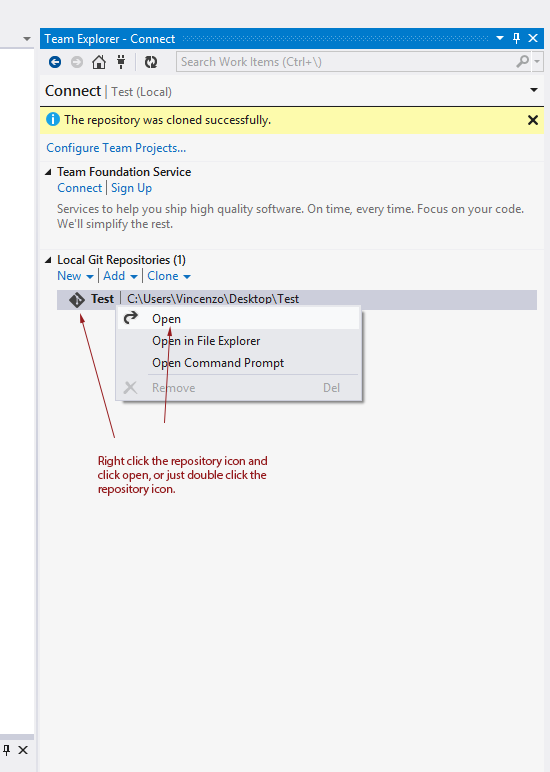 Team Explorer - Connect
Search Work Items (Ctrl+\)
Connect | Test (Local)
The repository was cloned successfully.
Configure Team Projects...
Team Foundation Service
Connect | Sign Up
Services to help you ship high quality software. On time, every time. Focus on your code.
We'll simplify the rest.
Local Git Repositories (1)
New | Add | Clone
Test | C:\Users\Vincenzo\Desktop\Test
Open
Open in File Explorer
Open Command Prompt
Remove Del
Right click the repository icon and
click open, or just double click the
repository icon.